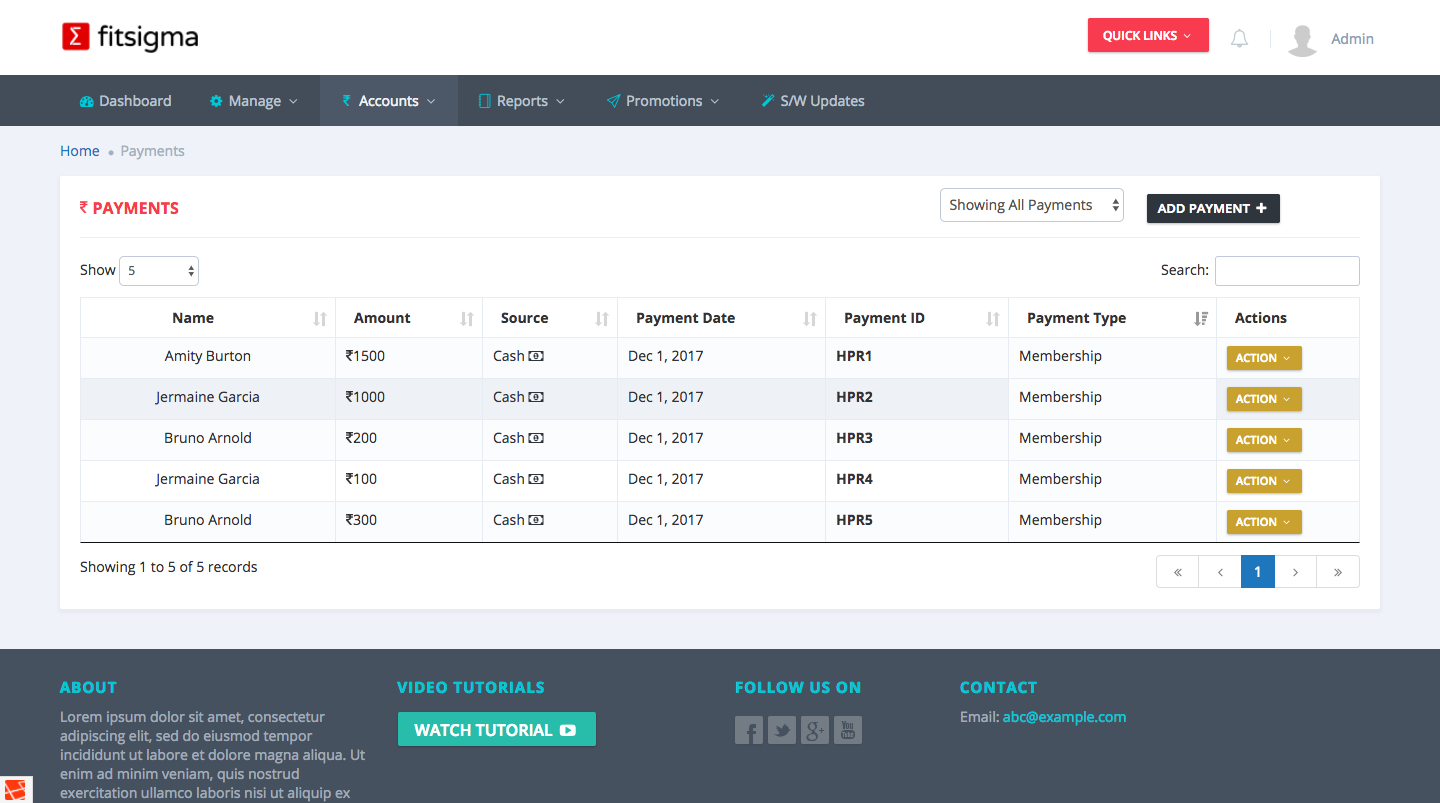 fitsigma
QUICK LINKS
Admin
Dashboard Manage Accounts Reports Promotions S/W Updates
Home Payments
₹ PAYMENTS
Showing All Payments
ADD PAYMENT +
Show 5
Search:
Name Amount Source Payment Date Payment ID Payment Type Actions
Amity Burton ₹1500 Cash Dec 1, 2017 HPR1 Membership ACTION
Jermaine Garcia ₹1000 Cash Dec 1, 2017 HPR2 Membership ACTION
Bruno Arnold ₹200 Cash Dec 1, 2017 HPR3 Membership ACTION
Jermaine Garcia ₹100 Cash Dec 1, 2017 HPR4 Membership ACTION
Bruno Arnold ₹300 Cash Dec 1, 2017 HPR5 Membership ACTION
Showing 1 to 5 of 5 records
« ‹ 1 › »
ABOUT
Lorem ipsum dolor sit amet, consectetur
adipiscing elit, sed do eiusmod tempor
incididunt ut labore et dolore magna aliqua. Ut
enim ad minim veniam, quis nostrud
exercitation ullamco laboris nisi ut aliquip ex
VIDEO TUTORIALS
WATCH TUTORIAL
FOLLOW US ON
You Tube
CONTACT
Email: abc@example.com